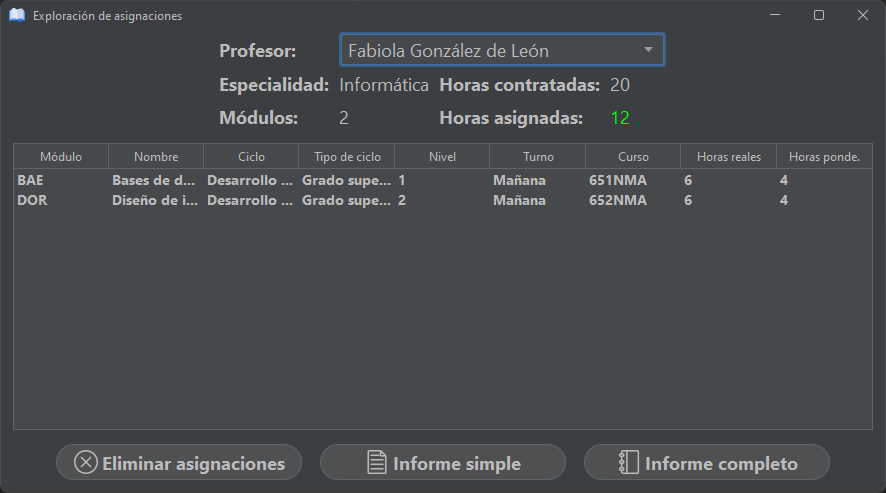 Exploración de asignaciones
Profesor: Fabiola González de León
Especialidad: Informática Horas contratadas: 20
Módulos: 2 Horas asignadas: 12
Módulo Nombre Ciclo Tipo de ciclo Nivel Turno Curso Horas reales Horas ponde.
BAE Bases de d... Desarrollo ... Grado supe... 1 Mañana 651NMA 6 4
DOR Diseño de i... Desarrollo ... Grado supe... 2 Mañana 652NMA 6 4
Eliminar asignaciones Informe simple Informe completo